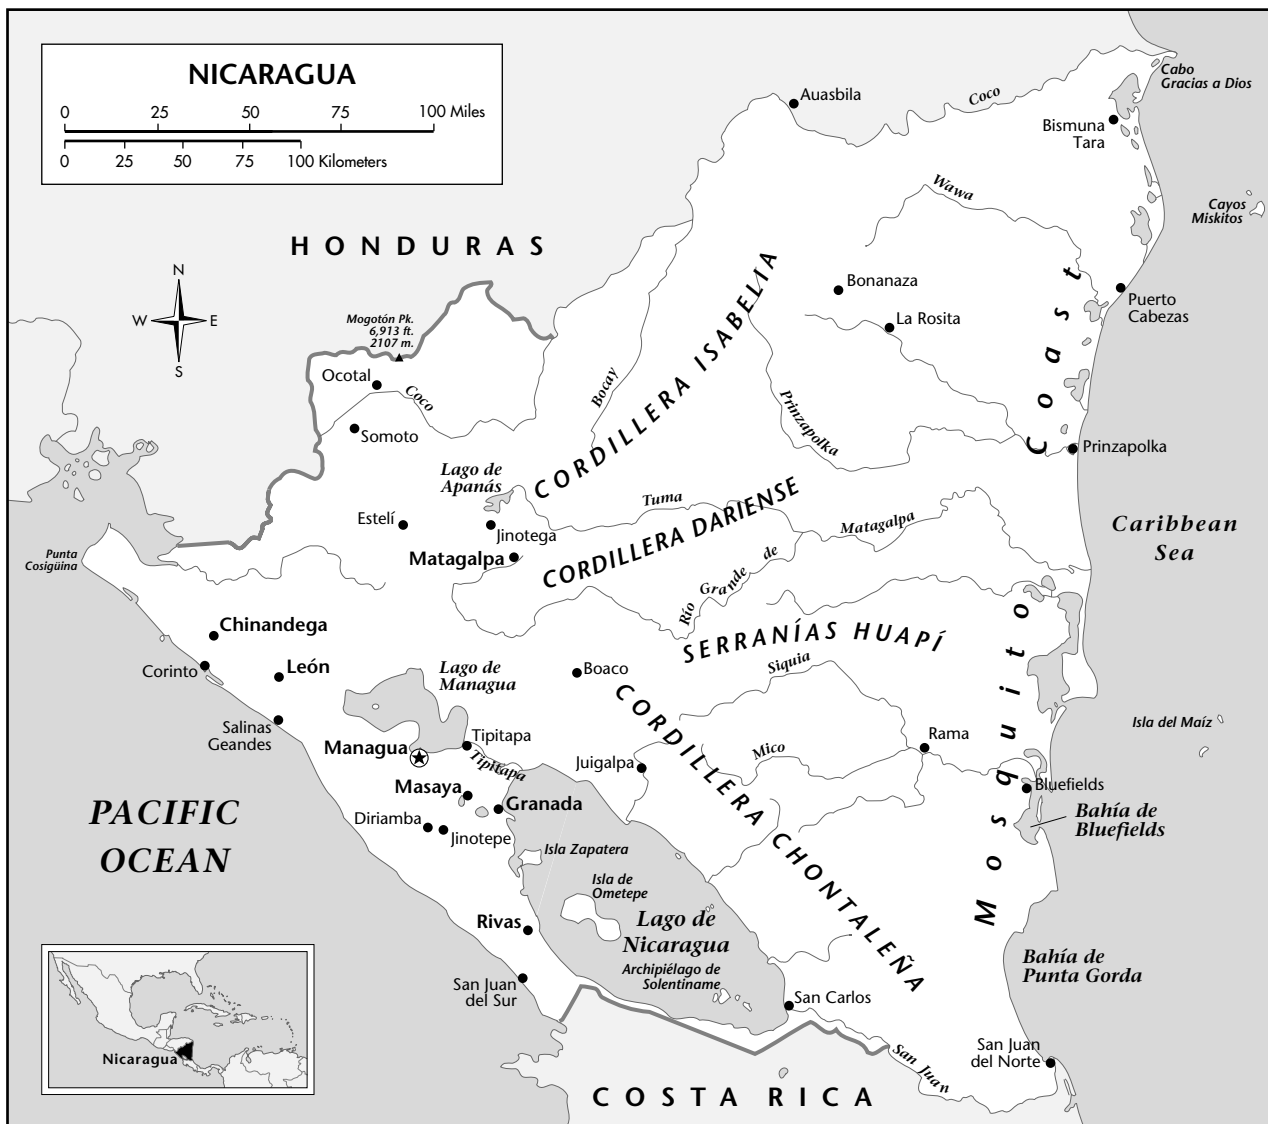 NICARAGUA
0 25 50 75 100 Miles
0 25 50 75 100 Kilometers
N
W E
S
HONDURAS
Auasbila
Coco
Cabo
Gracias a Dios
Bismuna
Tara
Wawa
Cayos
Miskitos
Bonanaza
La Rosita
Puerto
Cabezas
Mogotón Pk.
6,913 ft.
2107 m.
Ocotal
Coco
Somoto
Bocay
CORDILLERA ISABELIA
Prinzapolka
Prinzapolka
Mosquito Coast
Lago de
Apanás
Estelí
Jinotega
Matagalpa
Tuma
CORDILLERA DARIENSE
Río Grande de Matagalpa
Caribbean
Sea
Punta
Cosigüina
Chinandega
Corinto
León
Salinas
Geandes
Lago de
Managua
Boaco
SERRANÍAS HUAPÍ
Siquia
Managua
Tipitapa
Tipitapa
Juigalpa
Mico
Rama
Isla del Maíz
Bluefields
Bahía de
Bluefields
Masaya
Granada
Diriamba
Jinotepe
CORDILLERA CHONTALEÑA
PACIFIC
OCEAN
Isla Zapatera
Isla de
Ometepe
Lago de
Nicaragua
Rivas
Archipiélago de
Solentiname
San Juan
del Sur
San Carlos
Bahía de
Punta Gorda
San Juan
del Norte
San Juan
COSTA RICA
Nicaragua